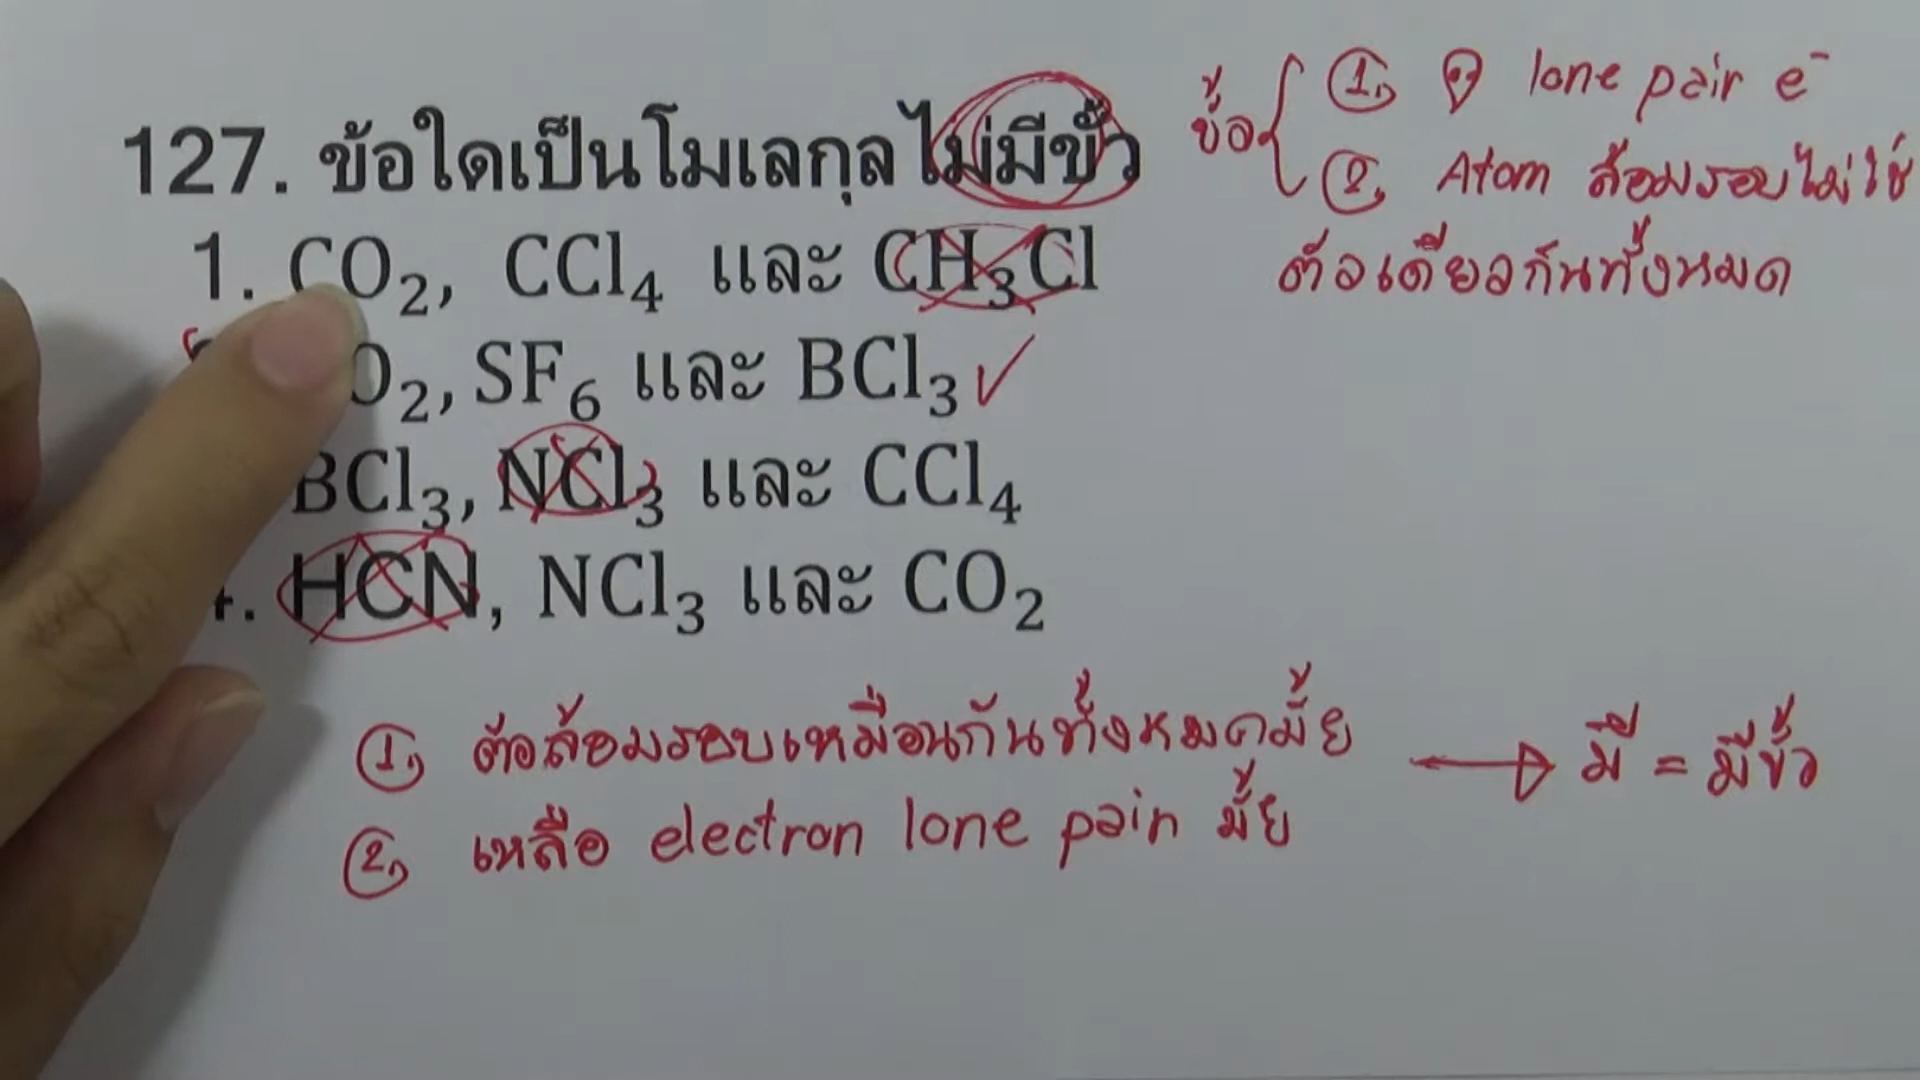 127. ข้อใดเป็นโมเลกุลไม่มีขั้ว
1. CO₂, CCl₄ และ CH₃Cl
O₂, SF₆ และ BCl₃ ✓
BCl₃, NCl₃ และ CCl₄
4. HCN, NCl₃ และ CO₂
ขั้ว { ① lone pair e⁻
② Atom ล้อมรอบไม่ใช่
ตัวเดียวกันทั้งหมด
① ตัวล้อมรอบเหมือนกันทั้งหมดมั้ย
② เหลือ electron lone pair มั้ย
→ มี = มีขั้ว